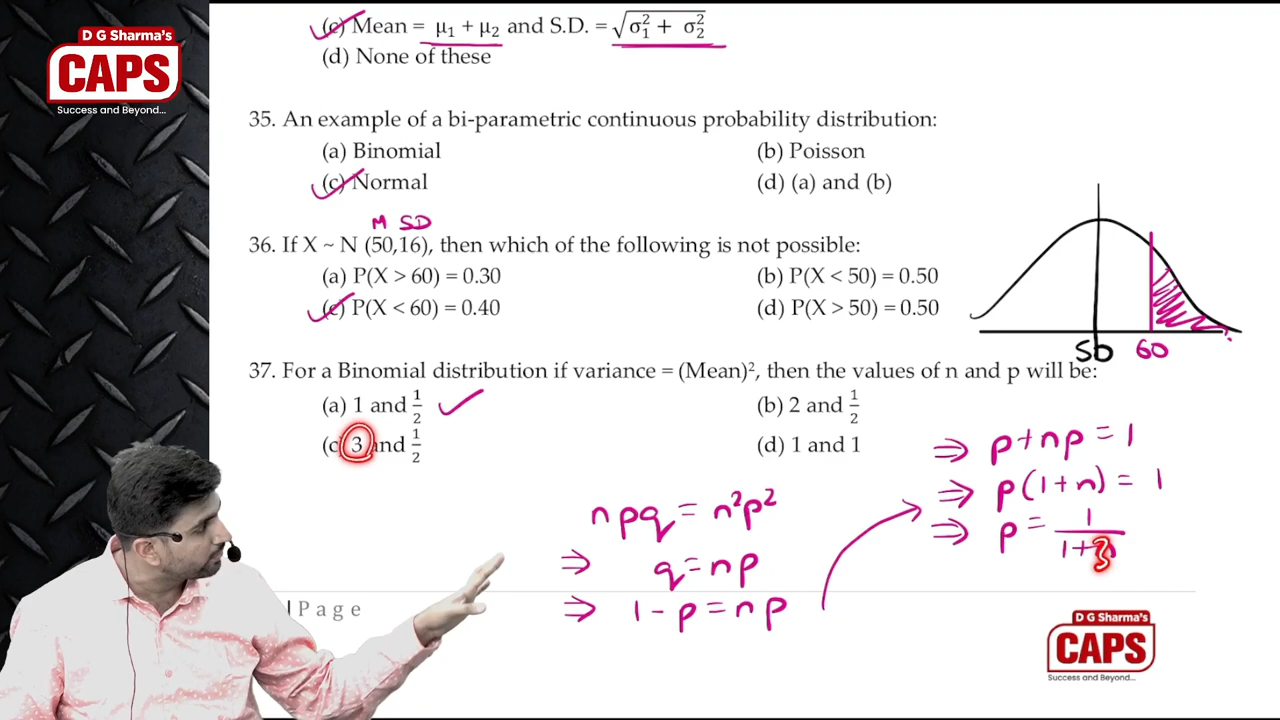 D G Sharma's
CAPS
Success and Beyond...
(c) Mean = μ₁ + μ₂ and S.D. = √σ₁² + σ₂²
(d) None of these
35. An example of a bi-parametric continuous probability distribution:
(a) Binomial (b) Poisson
(c) Normal (d) (a) and (b)
M SD
36. If X ~ N (50,16), then which of the following is not possible:
(a) P(X > 60) = 0.30 (b) P(X < 50) = 0.50
(c) P(X < 60) = 0.40 (d) P(X > 50) = 0.50
50 60
37. For a Binomial distribution if variance = (Mean)², then the values of n and p will be:
(a) 1 and 1/2 (b) 2 and 1/2
(c) 3 and 1/2 (d) 1 and 1
npq = n²p²
⇒ q = np
⇒ 1 - p = np
⇒ p + np = 1
⇒ p(1+n) = 1
⇒ p = 1/(1+3
| Page
D G Sharma's
CAPS
Success and Beyond...